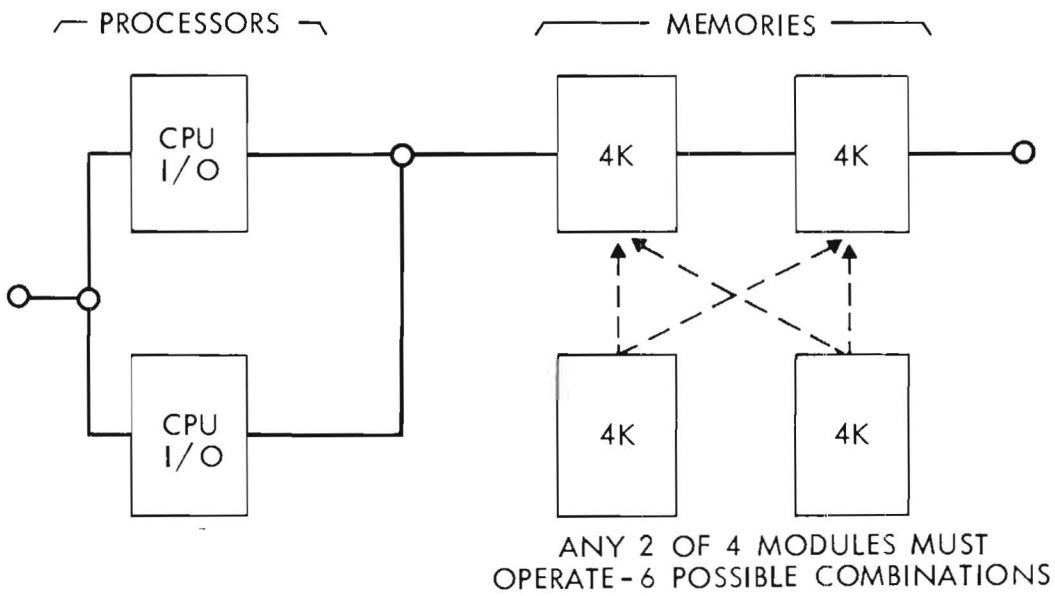 PROCESSORS
MEMORIES
CPU
I/O
4K
4K
CPU
I/O
4K
4K
ANY 2 OF 4 MODULES MUST
OPERATE-6 POSSIBLE COMBINATIONS